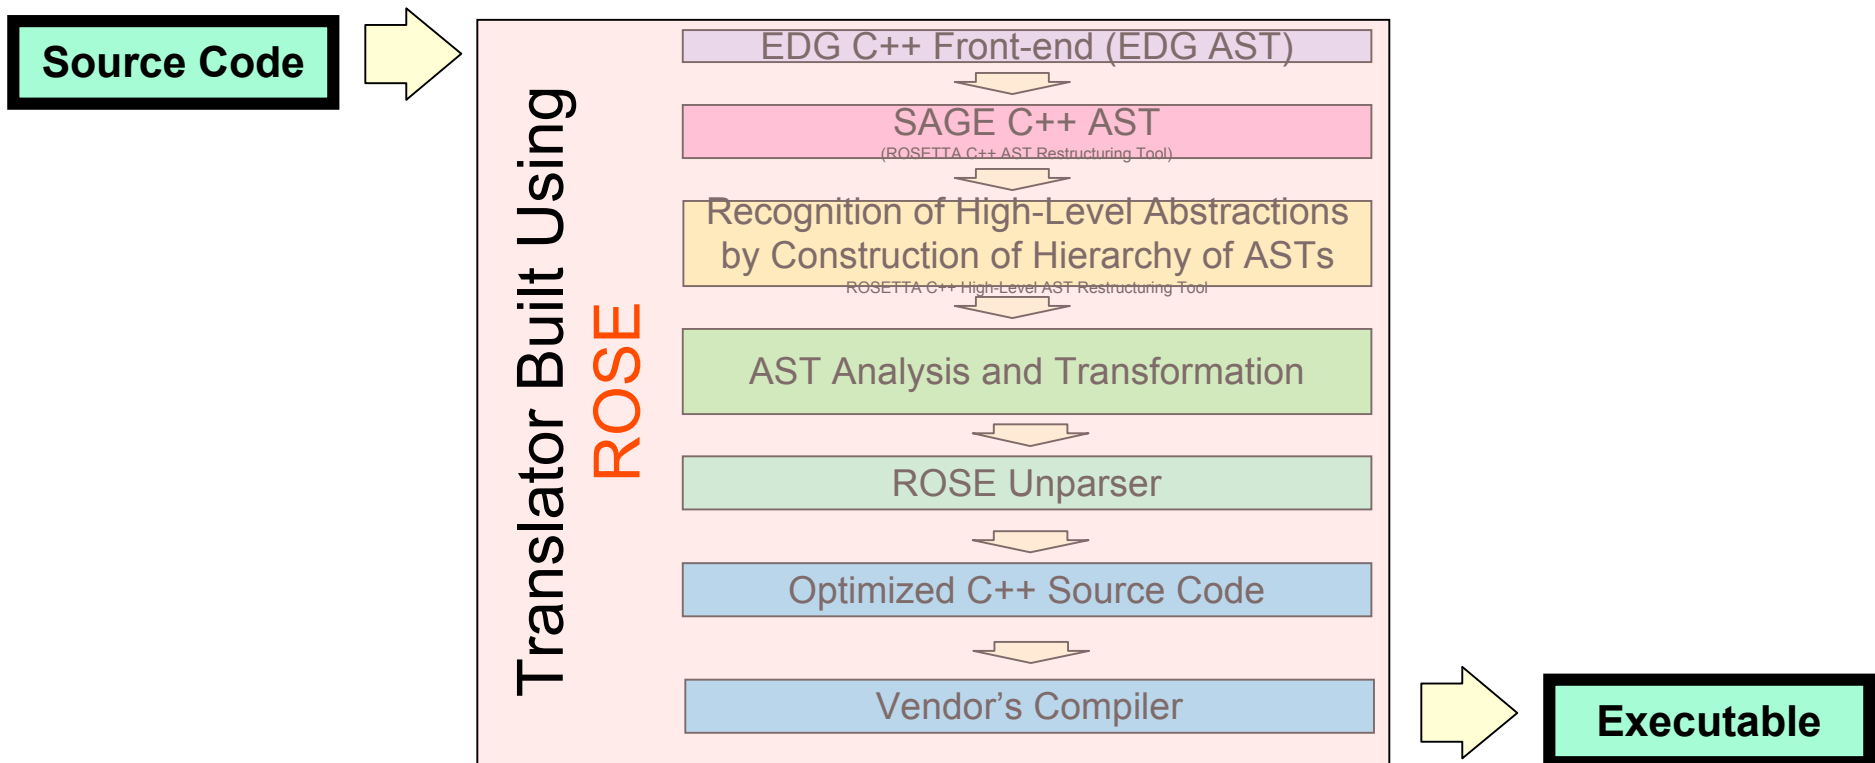 Source Code
Translator Built Using
ROSE
EDG C++ Front-end (EDG AST)
SAGE C++ AST
(ROSETTA C++ AST Restructuring Tool)
Recognition of High-Level Abstractions
by Construction of Hierarchy of ASTs
ROSETTA C++ High-Level AST Restructuring Tool
AST Analysis and Transformation
ROSE Unparser
Optimized C++ Source Code
Vendor’s Compiler
Executable